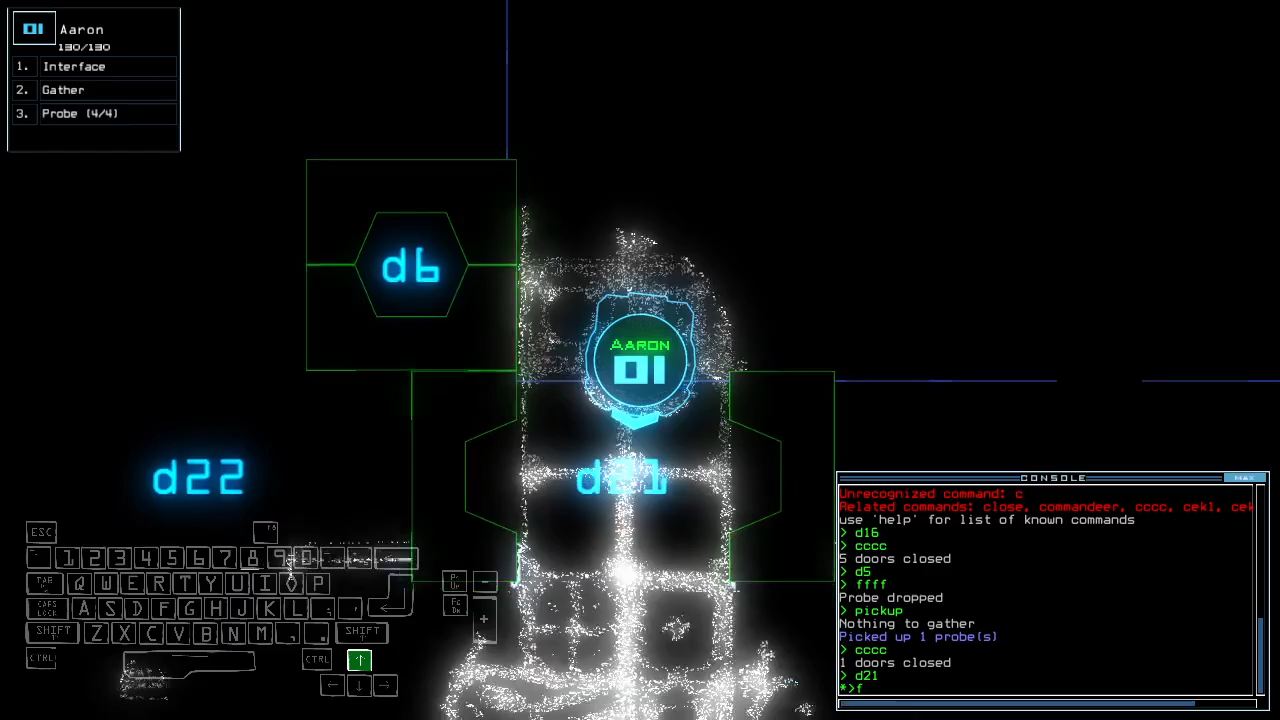 01 Aaron
130/130
1. Interface
2. Gather
3. Probe (4/4)
d6
AARON
01
d22
d21
ESC
1 2 3 4 5 6 7 8 9 0
TAB Q W E R T Y U I O P
CAPS LOCK A S D F G H J K L ; '
SHIFT Z X C V B N M , . SHIFT
CTRL CTRL ↑
← ↓ →
CONSOLE MAX
Unrecognized command: c
Related commands: close, commandeer, cccc, cekl, cek
use 'help' for list of known commands
> d16
> cccc
5 doors closed
> d5
> ffff
Probe dropped
> pickup
Nothing to gather
Picked up 1 probe(s)
> cccc
1 doors closed
> d21
*>f